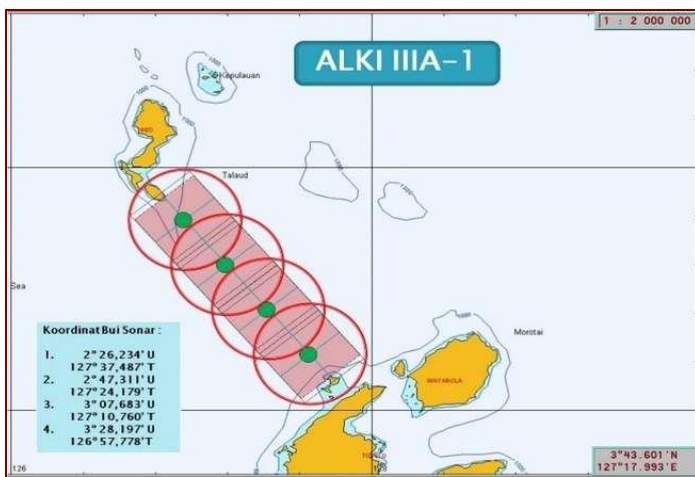 1 : 2 000 000
ALKI IIIA-1
Kepulauan
Talaud
Sea
Morotai
WAYABULA
Koordinat Bui Sonar :
1. 2°26,234' U
127°37,487' T
2. 2°47,311' U
127°24,179' T
3. 3°07,683' U
127°10,760' T
4. 3°28,197' U
126°57,778' T
126
3°43.601'N
127°17.993'E